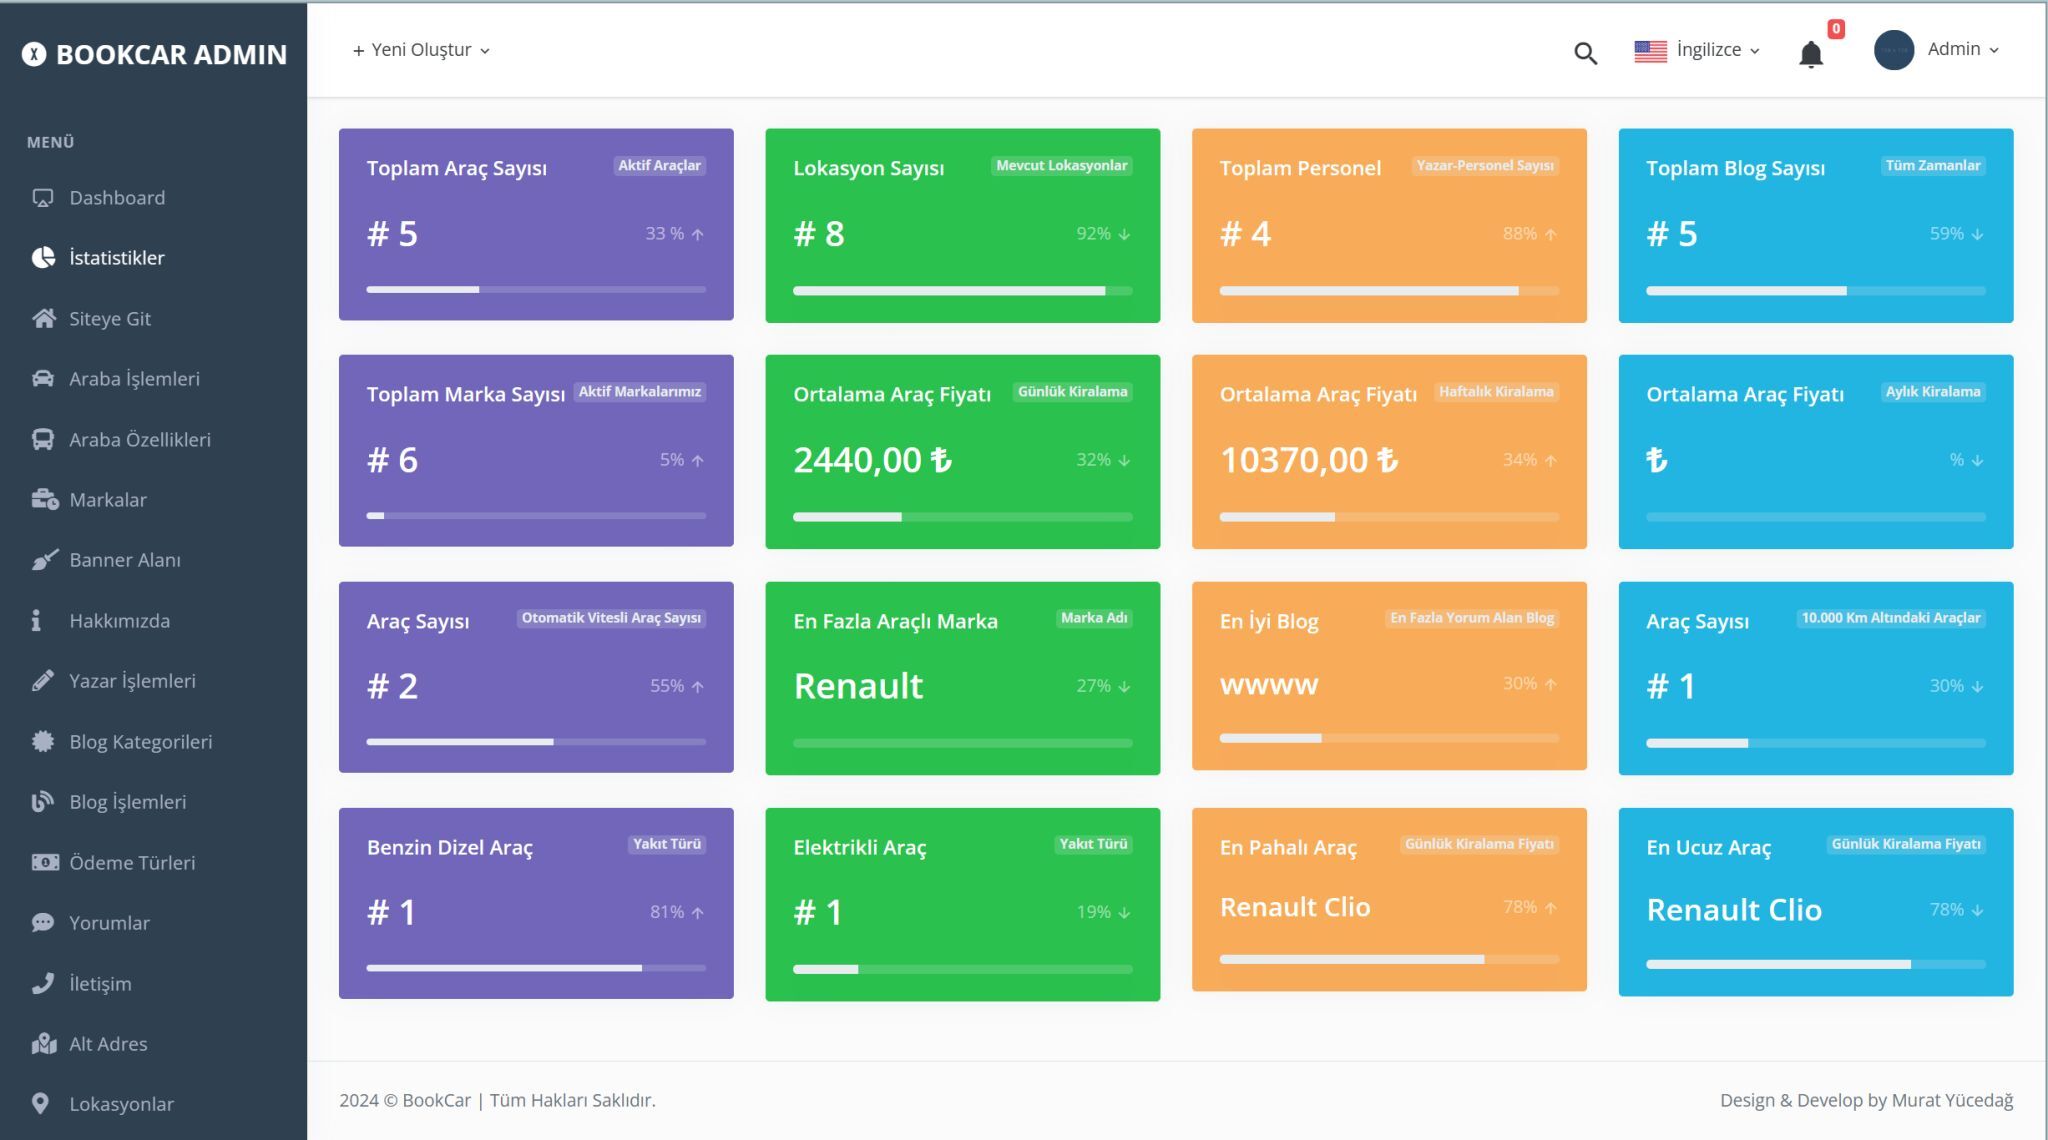 BOOKCAR ADMIN
+ Yeni Oluştur
İngilizce
0
Admin
MENÜ
Dashboard
İstatistikler
Siteye Git
Araba İşlemleri
Araba Özellikleri
Markalar
Banner Alanı
Hakkımızda
Yazar İşlemleri
Blog Kategorileri
Blog İşlemleri
Ödeme Türleri
Yorumlar
İletişim
Alt Adres
Lokasyonlar
Toplam Araç Sayısı Aktif Araçlar
# 5 33 % ↑
Lokasyon Sayısı Mevcut Lokasyonlar
# 8 92% ↓
Toplam Personel Yazar-Personel Sayısı
# 4 88% ↑
Toplam Blog Sayısı Tüm Zamanlar
# 5 59% ↓
Toplam Marka Sayısı Aktif Markalarımız
# 6 5% ↑
Ortalama Araç Fiyatı Günlük Kiralama
2440,00 ₺ 32% ↓
Ortalama Araç Fiyatı Haftalık Kiralama
10370,00 ₺ 34% ↑
Ortalama Araç Fiyatı Aylık Kiralama
₺ % ↓
Araç Sayısı Otomatik Vitesli Araç Sayısı
# 2 55% ↑
En Fazla Araçlı Marka Marka Adı
Renault 27% ↓
En İyi Blog En Fazla Yorum Alan Blog
wwww 30% ↑
Araç Sayısı 10.000 Km Altındaki Araçlar
# 1 30% ↓
Benzin Dizel Araç Yakıt Türü
# 1 81% ↑
Elektrikli Araç Yakıt Türü
# 1 19% ↓
En Pahalı Araç Günlük Kiralama Fiyatı
Renault Clio 78% ↑
En Ucuz Araç Günlük Kiralama Fiyatı
Renault Clio 78% ↓
2024 © BookCar | Tüm Hakları Saklıdır.
Design & Develop by Murat Yücedağ